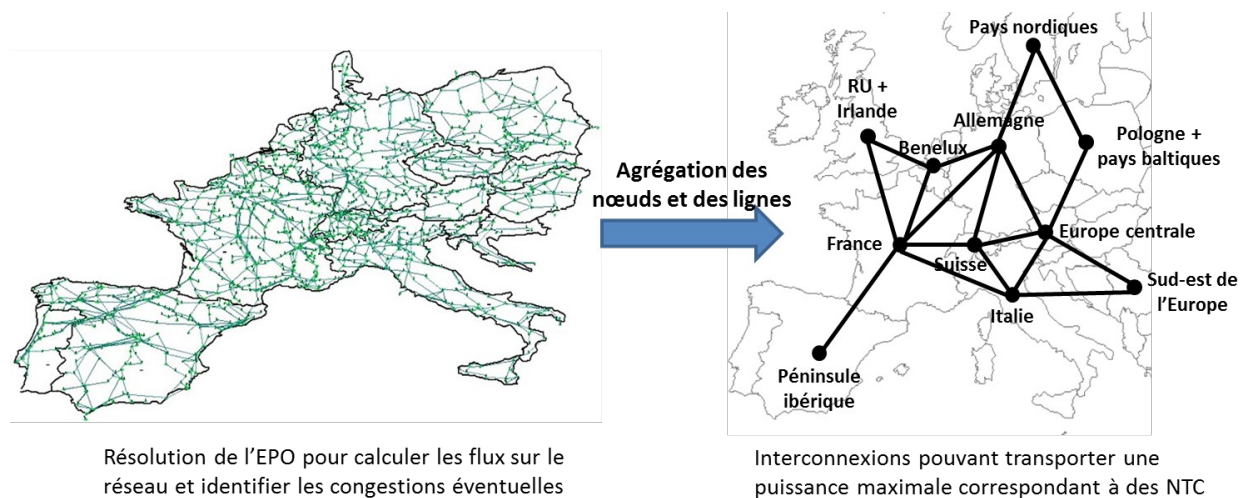 Pays nordiques
RU +
Irlande
Allemagne
Benelux
Pologne +
pays baltiques
Agrégation des
nœuds et des lignes
France
Suisse
Europe centrale
Sud-est de
l’Europe
Italie
Péninsule
ibérique
Résolution de l’EPO pour calculer les flux sur le
réseau et identifier les congestions éventuelles
Interconnexions pouvant transporter une
puissance maximale correspondant à des NTC